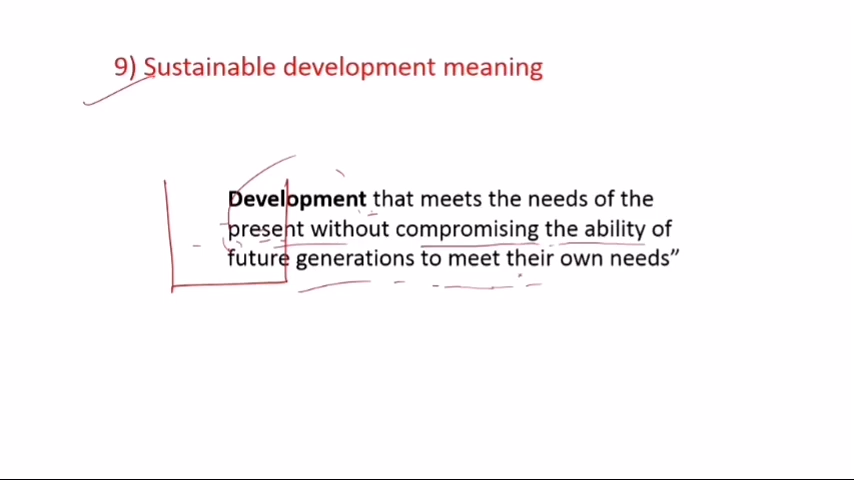 9) Sustainable development meaning
Development that meets the needs of the
present without compromising the ability of
future generations to meet their own needs”